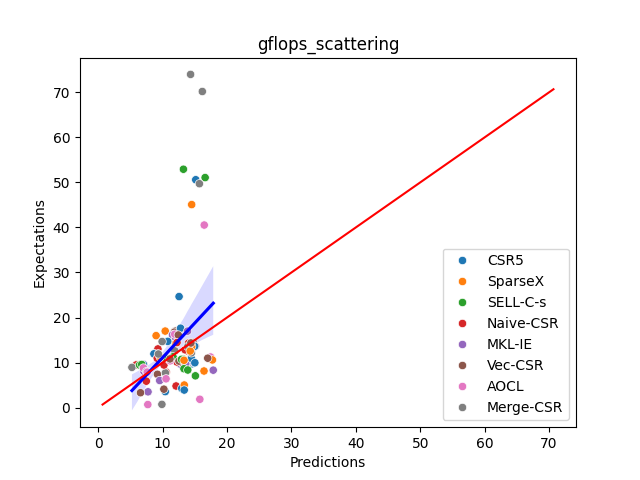 gflops_scattering
Expectations
70
60
50
40
30
20
10
0
0 10 20 30 40 50 60 70
Predictions
CSR5
SparseX
SELL-C-s
Naive-CSR
MKL-IE
Vec-CSR
AOCL
Merge-CSR